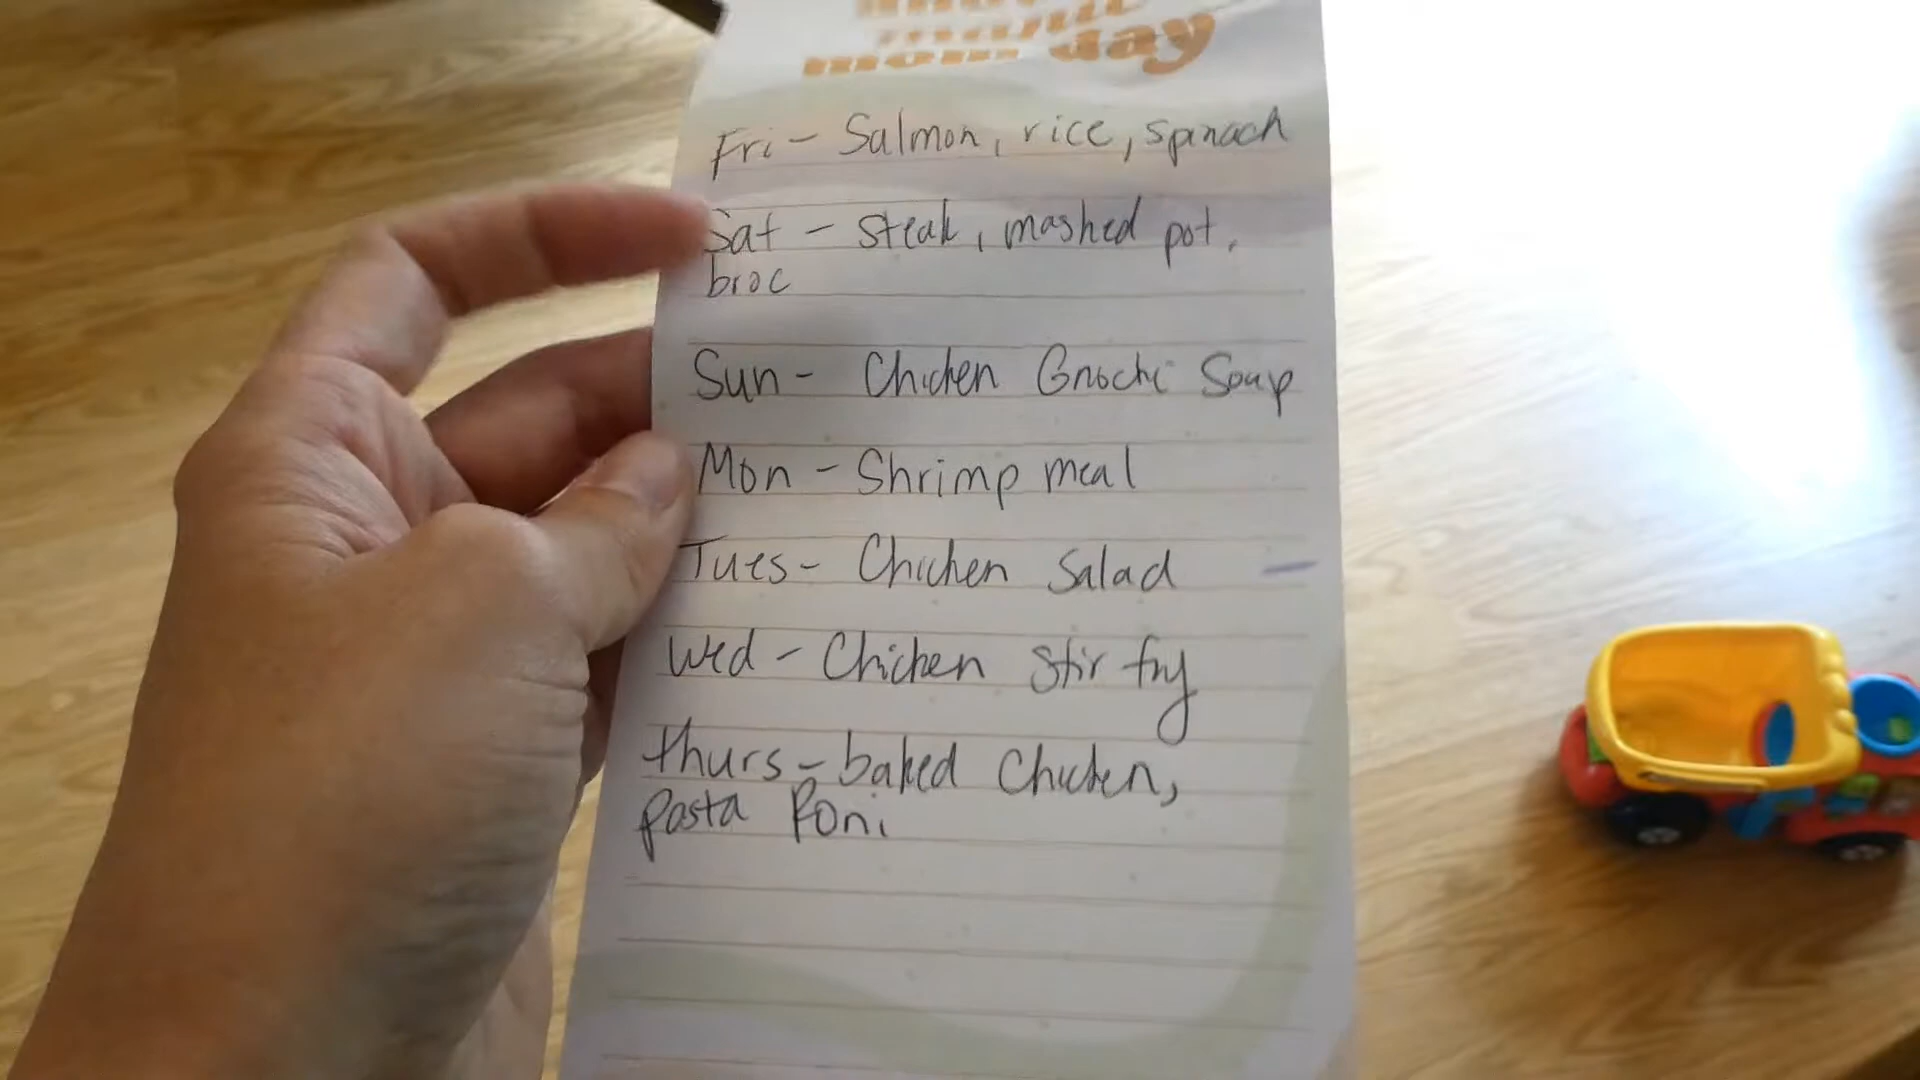 day
Fri - Salmon, rice, spinach
Sat - steak, mashed pot.
broc
Sun - Chicken Gnochi Soup
Mon - Shrimp meal
Tues - Chicken Salad
Wed - Chicken Stir fry
thurs - baked Chicken,
Pasta Roni